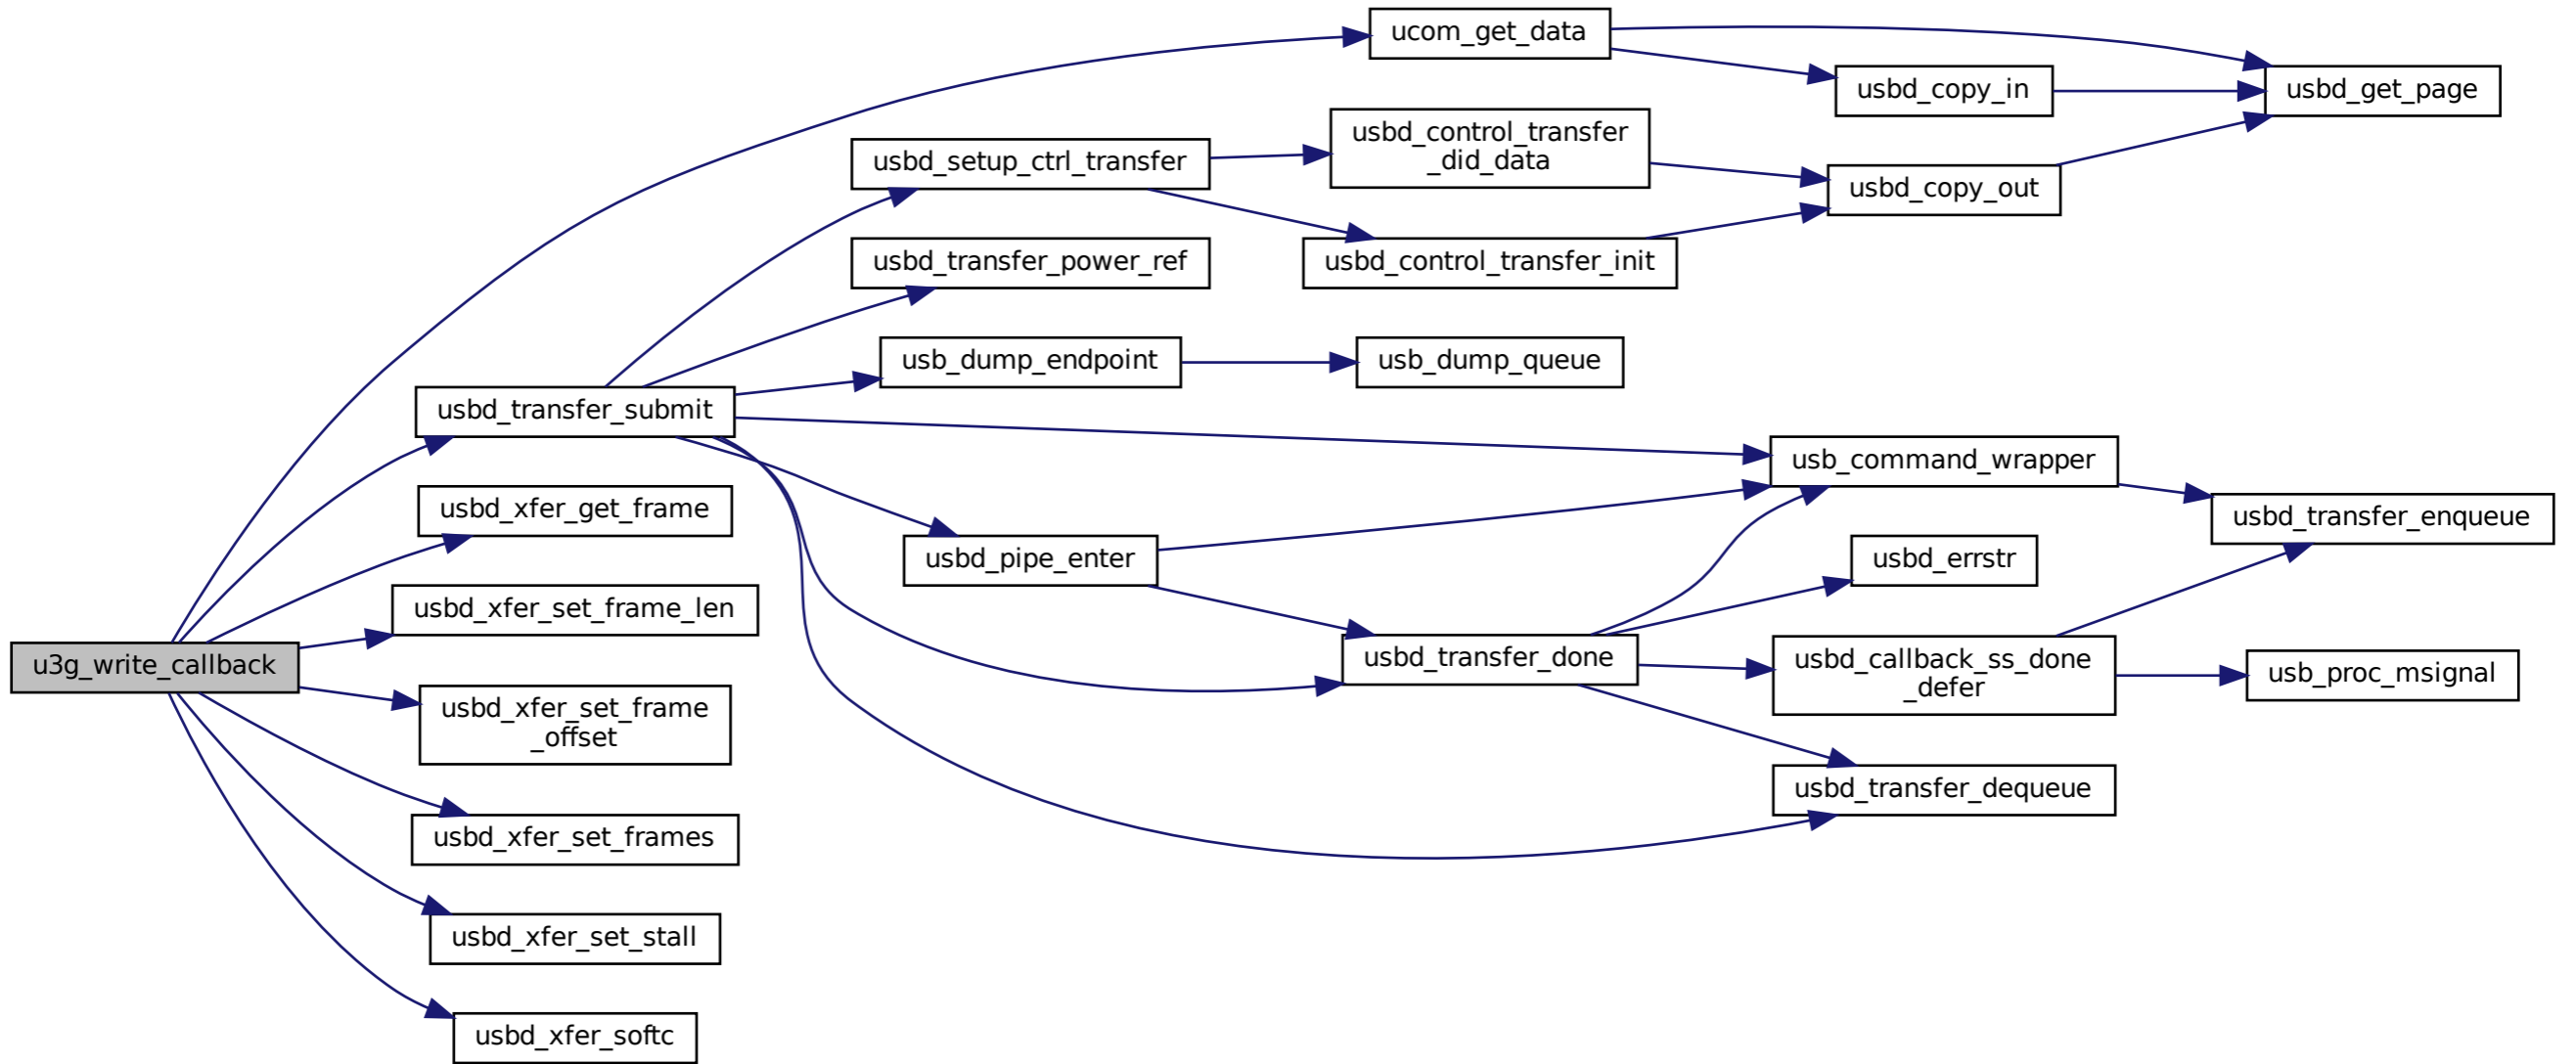 ucom_get_data
usbd_copy_in
usbd_get_page
usbd_control_transfer
_did_data
usbd_setup_ctrl_transfer
usbd_copy_out
usbd_transfer_power_ref
usbd_control_transfer_init
usb_dump_endpoint
usb_dump_queue
usbd_transfer_submit
usb_command_wrapper
usbd_xfer_get_frame
usbd_transfer_enqueue
usbd_pipe_enter
usbd_errstr
usbd_xfer_set_frame_len
u3g_write_callback
usbd_transfer_done
usbd_callback_ss_done
_defer
usb_proc_msignal
usbd_xfer_set_frame
_offset
usbd_transfer_dequeue
usbd_xfer_set_frames
usbd_xfer_set_stall
usbd_xfer_softc